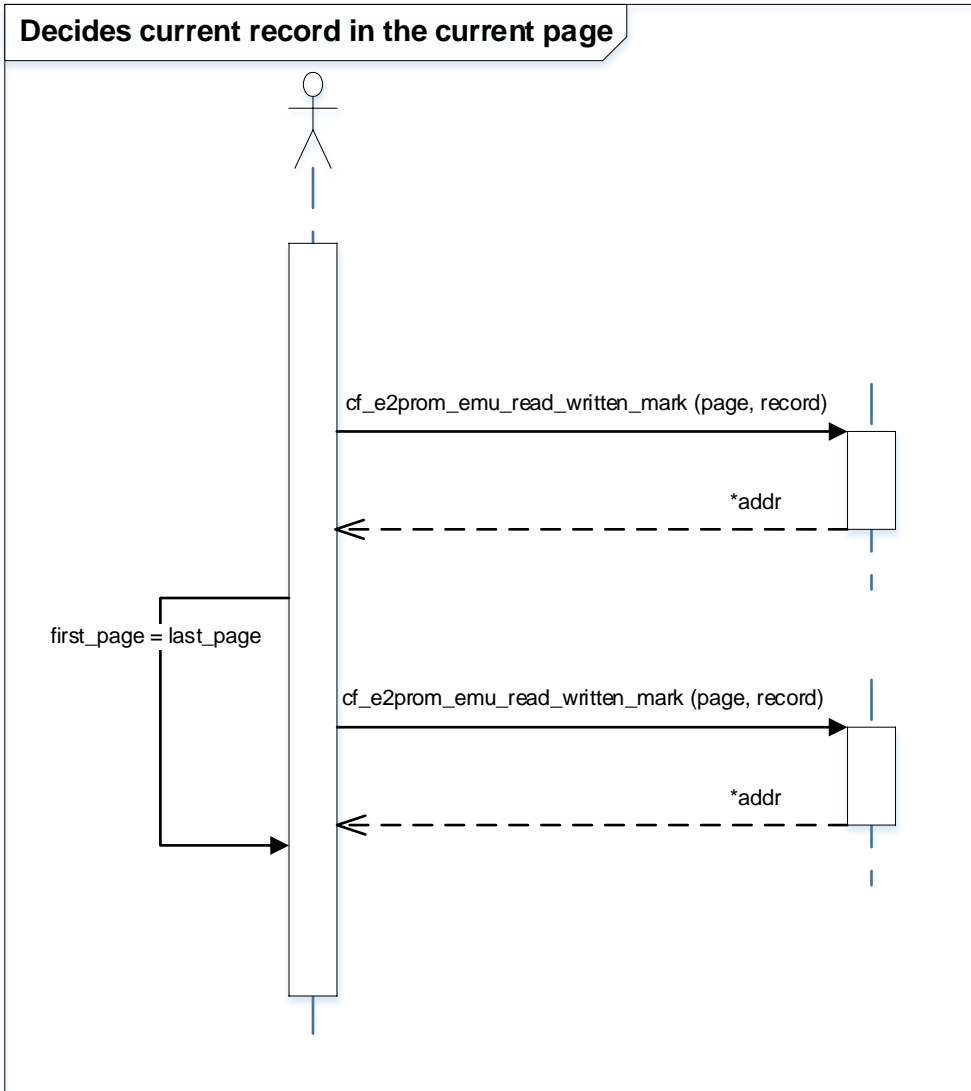 Decides current record in the current page
cf_e2prom_emu_read_written_mark (page, record)
*addr
first_page = last_page
cf_e2prom_emu_read_written_mark (page, record)
*addr